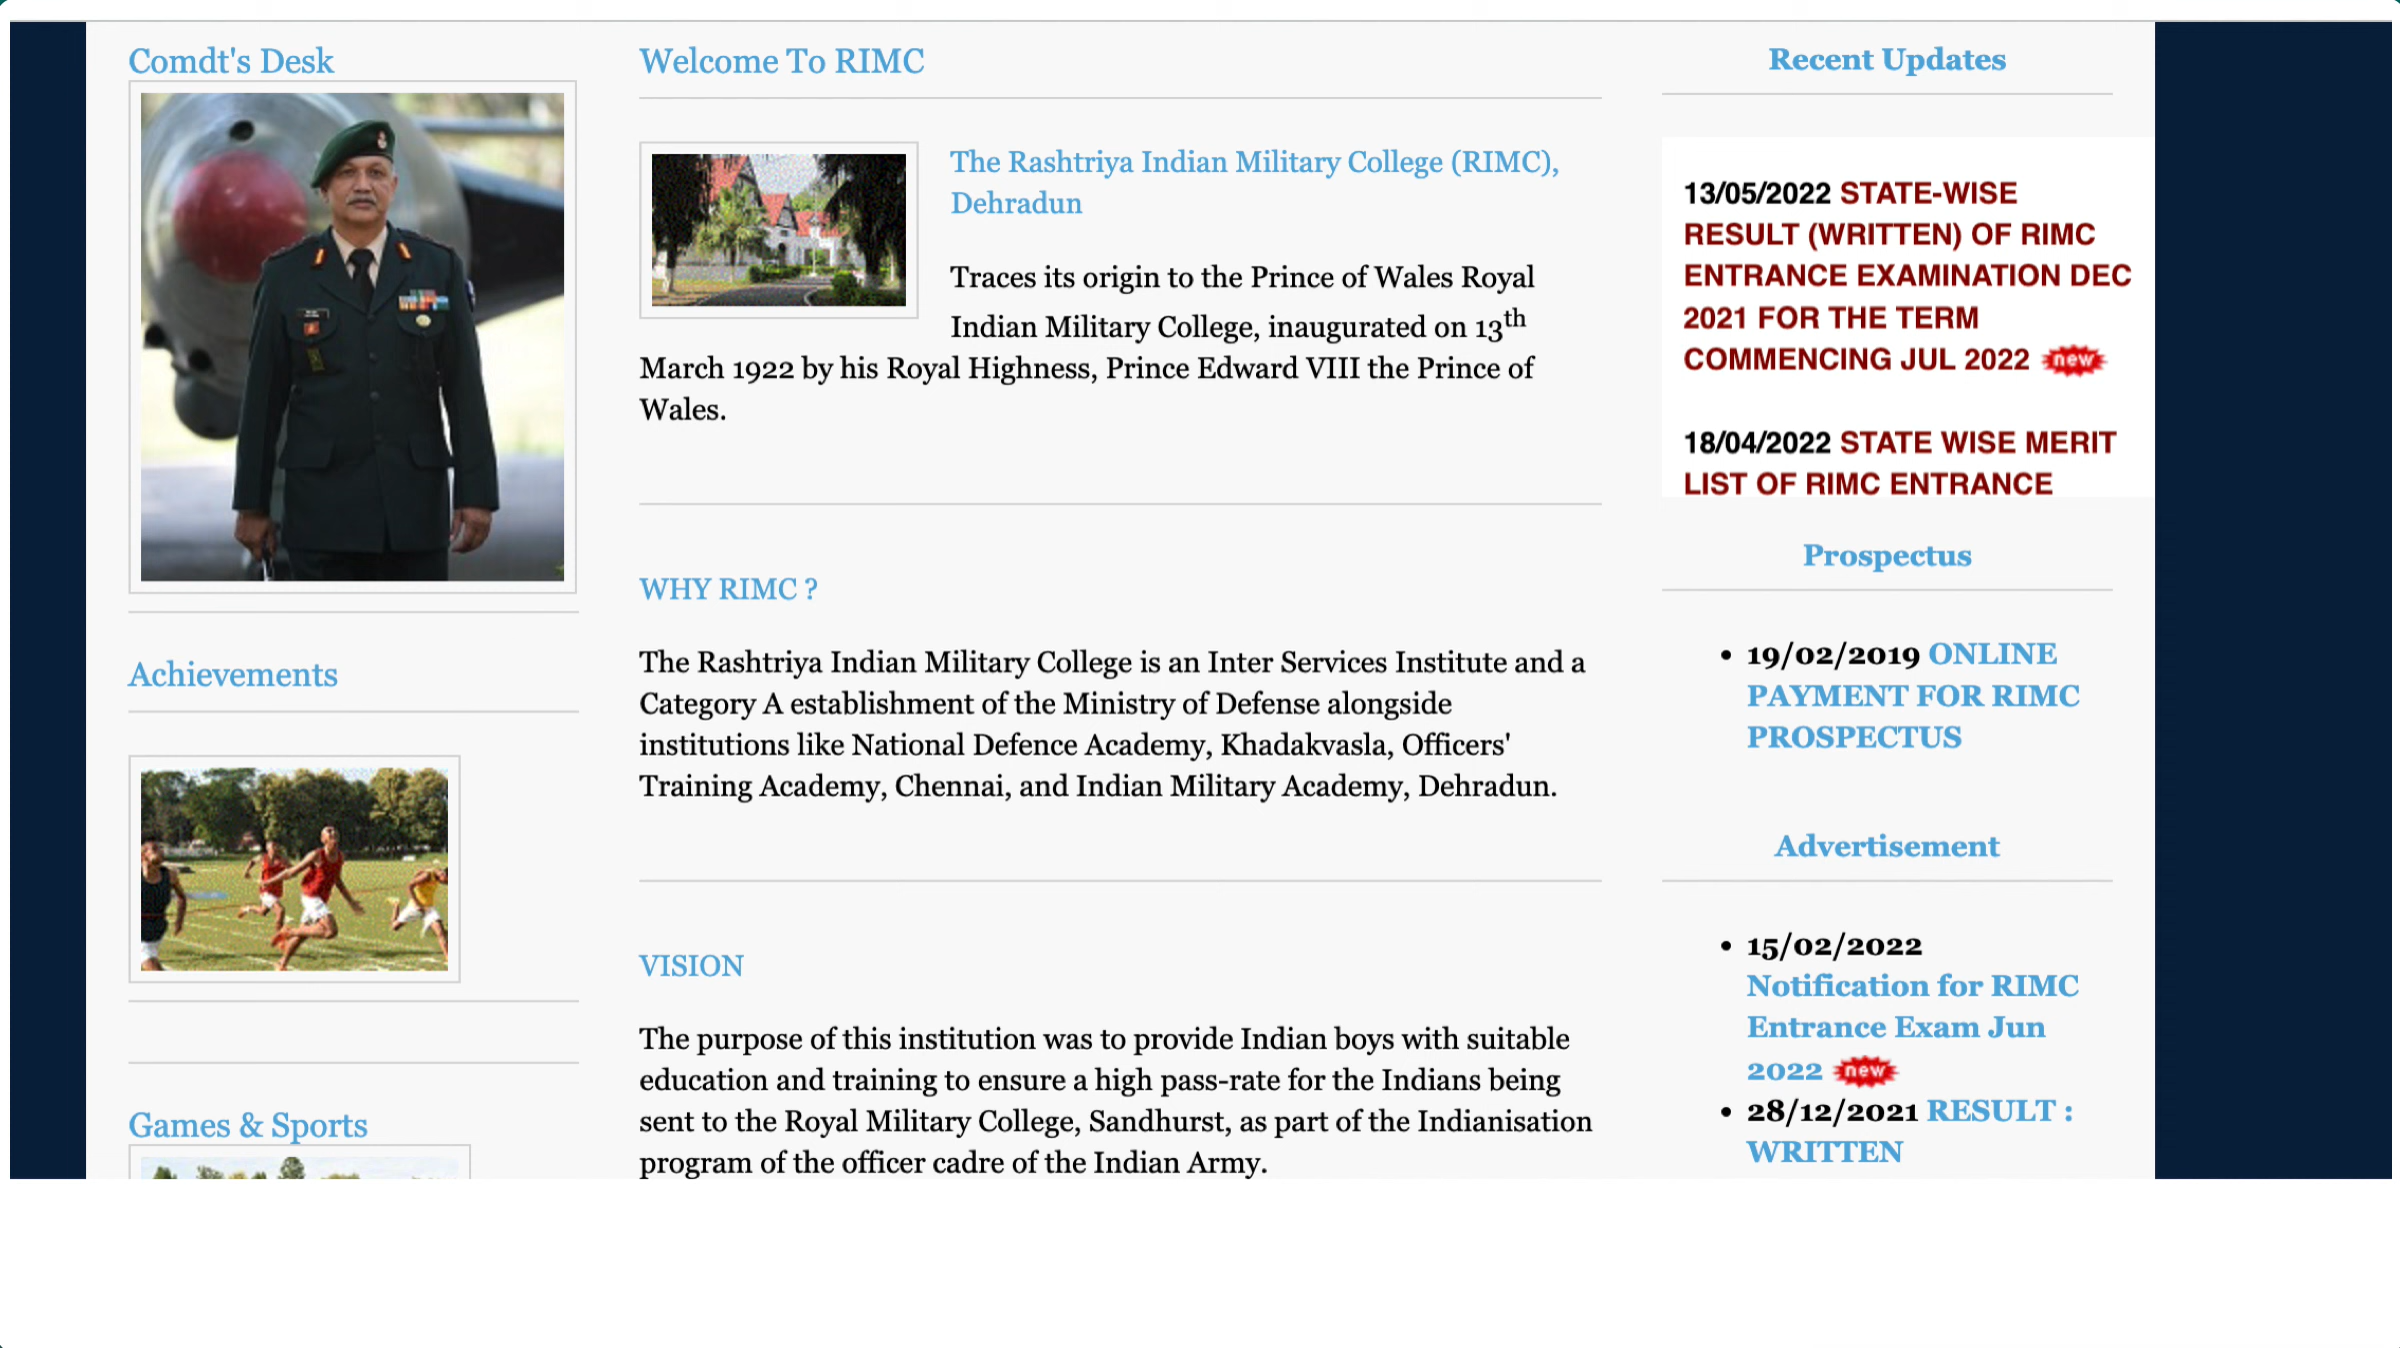 Comdt's Desk
Achievements
Games & Sports
Welcome To RIMC
The Rashtriya Indian Military College (RIMC),
Dehradun
Traces its origin to the Prince of Wales Royal
Indian Military College, inaugurated on 13th
March 1922 by his Royal Highness, Prince Edward VIII the Prince of
Wales.
WHY RIMC ?
The Rashtriya Indian Military College is an Inter Services Institute and a
Category A establishment of the Ministry of Defense alongside
institutions like National Defence Academy, Khadakvasla, Officers'
Training Academy, Chennai, and Indian Military Academy, Dehradun.
VISION
The purpose of this institution was to provide Indian boys with suitable
education and training to ensure a high pass-rate for the Indians being
sent to the Royal Military College, Sandhurst, as part of the Indianisation
program of the officer cadre of the Indian Army.
Recent Updates
13/05/2022 STATE-WISE
RESULT (WRITTEN) OF RIMC
ENTRANCE EXAMINATION DEC
2021 FOR THE TERM
COMMENCING JUL 2022 new
18/04/2022 STATE WISE MERIT
LIST OF RIMC ENTRANCE
Prospectus
• 19/02/2019 ONLINE
PAYMENT FOR RIMC
PROSPECTUS
Advertisement
• 15/02/2022
Notification for RIMC
Entrance Exam Jun
2022 new
• 28/12/2021 RESULT :
WRITTEN